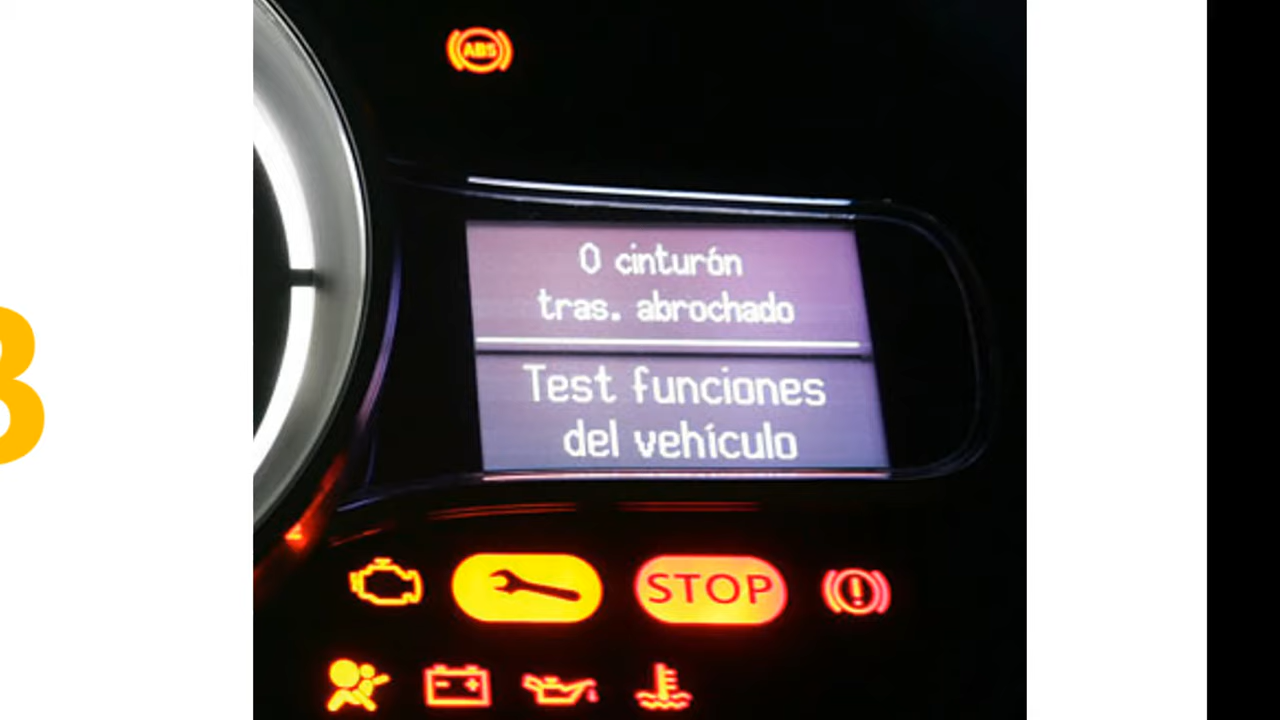 ABS
0 cinturón
tras. abrochado
Test funciones
del vehículo
STOP